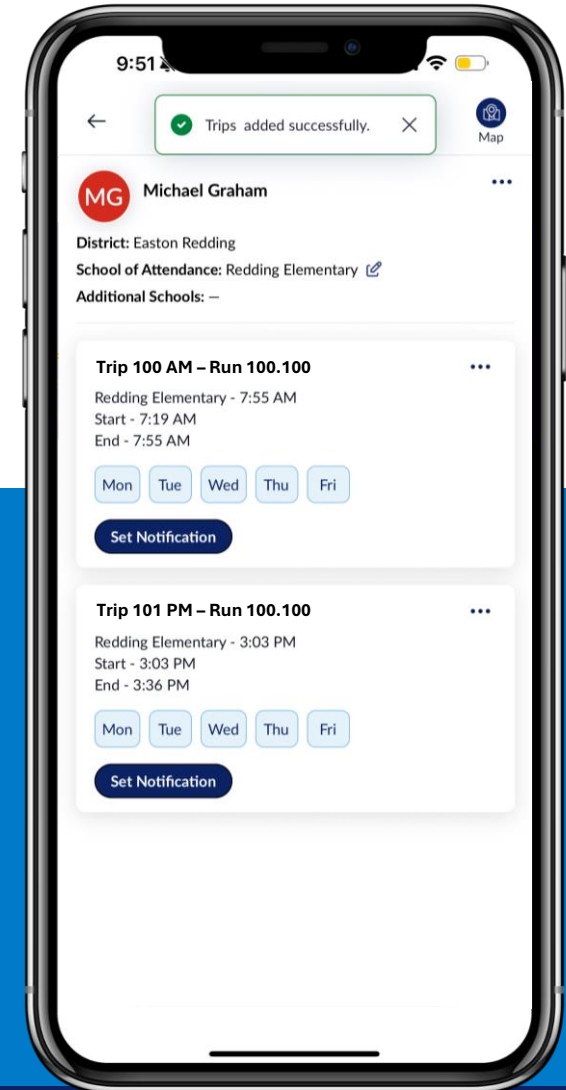 9:51
Trips added successfully.
Map
MG
Michael Graham
District: Easton Redding
School of Attendance: Redding Elementary
Additional Schools: —
Trip 100 AM – Run 100.100
Redding Elementary - 7:55 AM
Start - 7:19 AM
End - 7:55 AM
Mon Tue Wed Thu Fri
Set Notification
Trip 101 PM – Run 100.100
Redding Elementary - 3:03 PM
Start - 3:03 PM
End - 3:36 PM
Mon Tue Wed Thu Fri
Set Notification